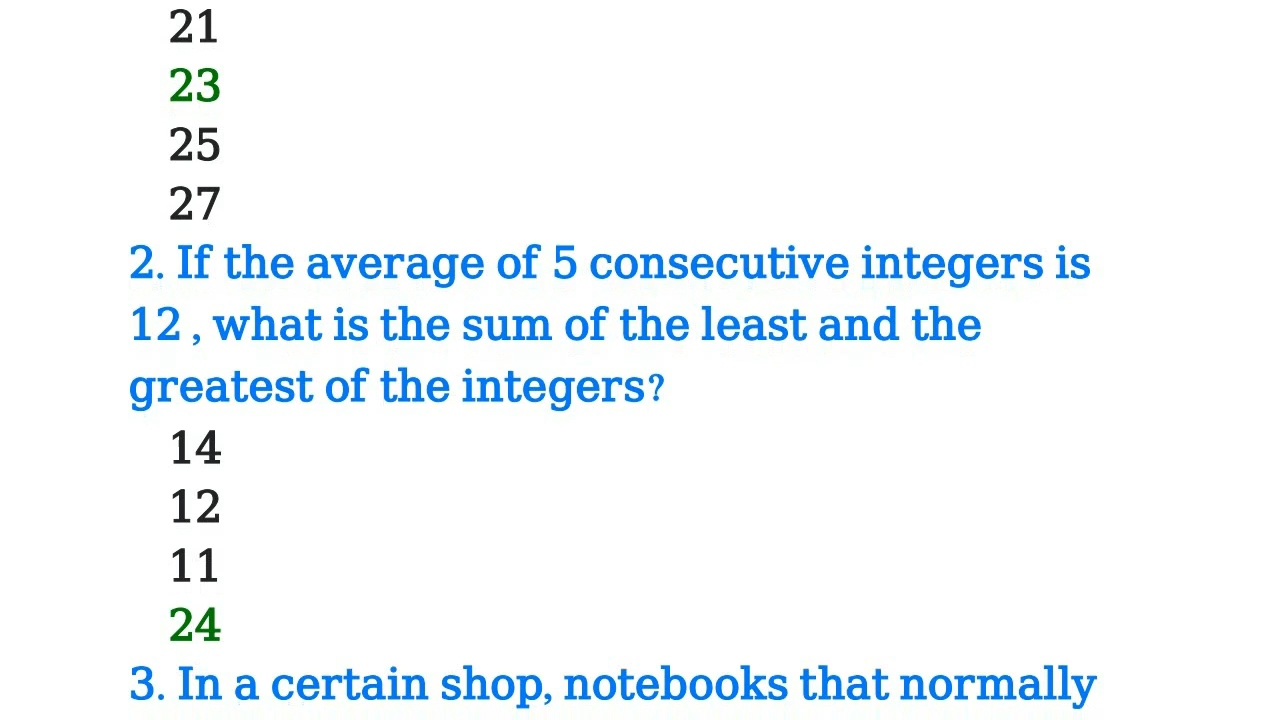 21
23
25
27
2. If the average of 5 consecutive integers is
12 , what is the sum of the least and the
greatest of the integers?
14
12
11
24
3. In a certain shop, notebooks that normally